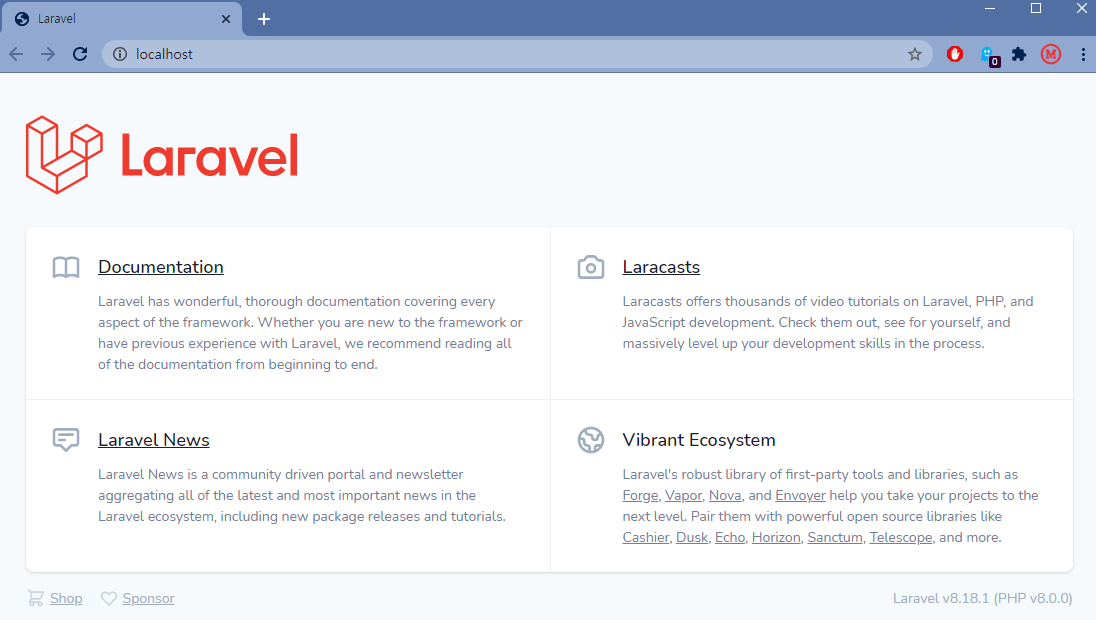 Laravel
localhost
0
M
Laravel
Documentation
Laravel has wonderful, thorough documentation covering every
aspect of the framework. Whether you are new to the framework or
have previous experience with Laravel, we recommend reading all
of the documentation from beginning to end.
Laracasts
Laracasts offers thousands of video tutorials on Laravel, PHP, and
JavaScript development. Check them out, see for yourself, and
massively level up your development skills in the process.
Laravel News
Laravel News is a community driven portal and newsletter
aggregating all of the latest and most important news in the
Laravel ecosystem, including new package releases and tutorials.
Vibrant Ecosystem
Laravel's robust library of first-party tools and libraries, such as
Forge, Vapor, Nova, and Envoyer help you take your projects to the
next level. Pair them with powerful open source libraries like
Cashier, Dusk, Echo, Horizon, Sanctum, Telescope, and more.
Shop
Sponsor
Laravel v8.18.1 (PHP v8.0.0)